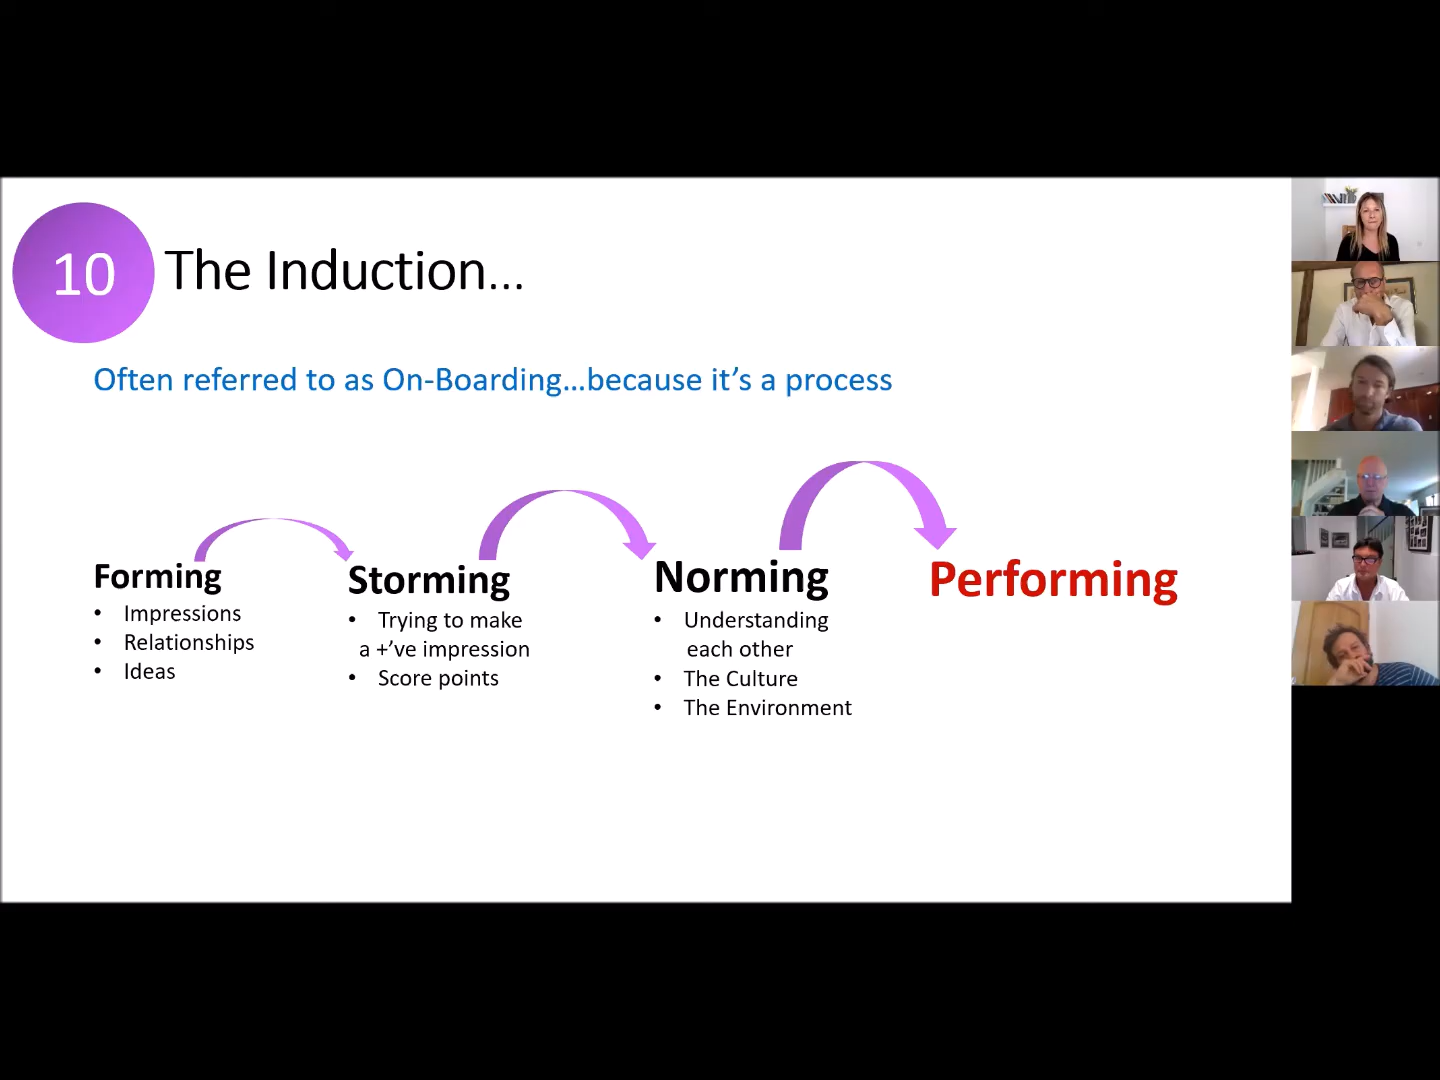 10
The Induction...
Often referred to as On-Boarding...because it's a process
Forming
• Impressions
• Relationships
• Ideas
Storming
• Trying to make
a +'ve impression
• Score points
Norming
• Understanding
each other
• The Culture
• The Environment
Performing